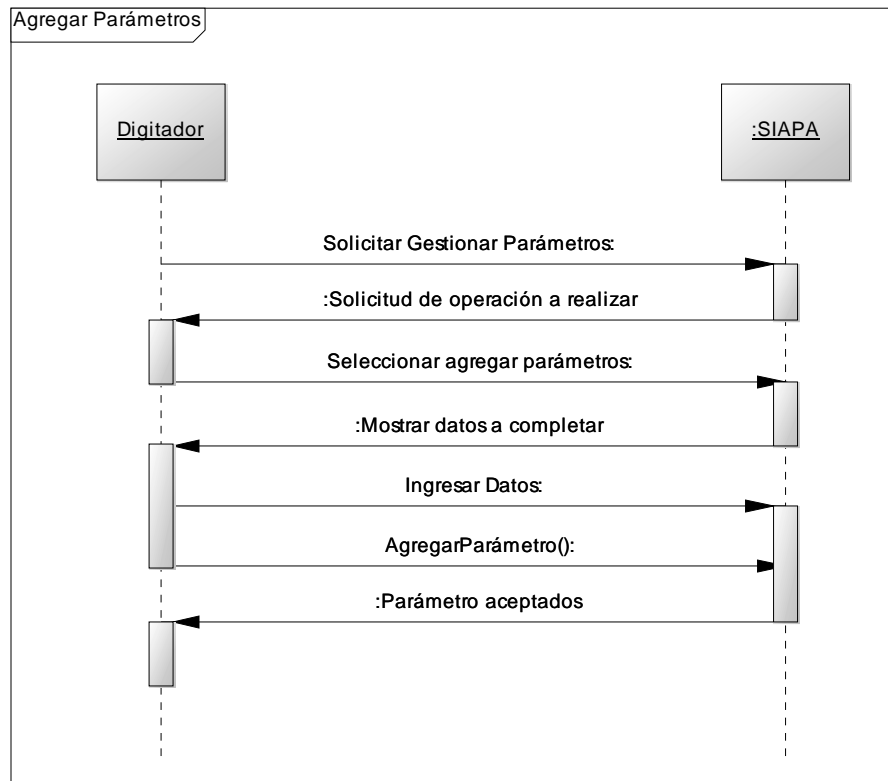 Agregar Parámetros
Digitador
:SIAPA
Solicitar Gestionar Parámetros:
:Solicitud de operación a realizar
Seleccionar agregar parámetros:
:Mostrar datos a completar
Ingresar Datos:
AgregarParámetro():
:Parámetro aceptados